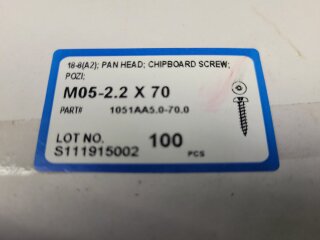 18-8(A2); PAN HEAD; CHIPBOARD SCREW;
POZI;
M05-2.2 X 70
PART# 1051AA5.0-70.0
LOT NO. 100 PCS
S111915002